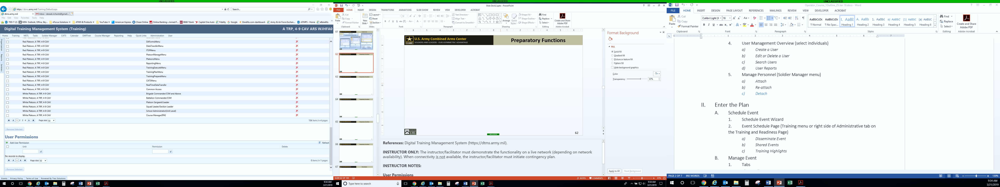 UNCLASSIFIED
https://dtms.army.mil/Training/Default.aspx
Search...
dtms.army.mil
Inbox - dereek.richards@gmail...
File Edit View Favorites Tools Help
TED-T (2) MSN Outlook, Office, Sky... nFocus Solutions ATMS & Products YouTube American Express Chase Online Online Banking » Armed F... BB&T Bank Capital One Auto Fidelity Google Zenefits.com-dashboard- Army & Air Force Exchan... ATMPS - Home eBenefits
Digital Training Management System (Training)
A TRP, 4-9 CAV ARS WJHFA0
Home Training METL Tasks Soldier Manager CATS Calendar DARTnet Course Manager Reporting Help Quick Links Administration User
Organization
Reports
Soldiers
Red Platoon, A TRP, 4-9 CAV DAFormsMenu
Red Platoon, A TRP, 4-9 CAV DataTransferMenu
Red Platoon, A TRP, 4-9 CAV ITSPMenu
Red Platoon, A TRP, 4-9 CAV PlatoonManageMenu
Red Platoon, A TRP, 4-9 CAV PlatoonsMenu
Red Platoon, A TRP, 4-9 CAV ReportingMenu
Red Platoon, A TRP, 4-9 CAV TrainingExecuteMenu
Red Platoon, A TRP, 4-9 CAV TrainingPlanMenu
Red Platoon, A TRP, 4-9 CAV TrainingPrepareMenu
Red Platoon, A TRP, 4-9 CAV CATSMenu
Red Platoon, A TRP, 4-9 CAV RealTimeDataTransfer
Red Platoon, A TRP, 4-9 CAV Common Access
White Platoon, A TRP, 4-9 CAV Brigade Commander/CSM and Above
White Platoon, A TRP, 4-9 CAV Battalion Commander/CSM
White Platoon, A TRP, 4-9 CAV Platoon Sergeant/Leader
White Platoon, A TRP, 4-9 CAV Squad Leader/Section Leader
White Platoon, A TRP, 4-9 CAV School Administrator(Unit Level)
White Platoon, A TRP, 4-9 CAV Course Manager(PM)
1 2 3 4 Page size: 50 154 items in 4 pages
Remove Selected
User Permissions
Add User Permission Refresh
Unit Permission Delete
No records to display.
1 Page size: 50 0 items in 1 pages
Remove Selected
Events Privacy Policy Terms of Use Powered By Trax Solutions
9:34 AM
3/21/2019
UNCLASSIFIED
Slide Deck2.pptx - PowerPoint
FILE HOME INSERT DESIGN TRANSITIONS ANIMATIONS SLIDE SHOW REVIEW VIEW DEVELOPER ACROBAT
Paste Cut Copy Format Painter
New Slide Layout Reset Section
Text Direction Align Text Convert to SmartArt
Arrange Quick Styles Shape Fill Shape Outline Shape Effects
Find Replace Select
Create and Share Adobe PDF
Clipboard Slides Font Paragraph Drawing Editing Adobe Acrobat
61
62
63
64
65
66
67
U.S. Army Combined Arms Center
SOLDIERS AND LEADERS - OUR ASYMMETRIC ADVANTAGE
U.S. ARMY
Preparatory Functions
CAC
UNCLASSIFIED
62
Format Background
FILL
Solid fill
Gradient fill
Picture or texture fill
Pattern fill
Hide background graphics
Color
Transparency 67%
Apply to All Reset Background
References: Digital Training Management System (https://dtms.army.mil).
INSTRUCTOR ONLY: The instructor/facilitator must demonstrate the functionality on a live network (depending on network
availability). When connectivity is not available, the instructor/facilitator must initiate contingency plan.
INSTRUCTOR NOTES:
User Permissions
SLIDE 62 OF 103 NOTES COMMENTS 81%
Type here to search
9:34 AM
3/21/2019
UNCLASSIFIED
Operator_Course_1Outline_25 Jan 19.docx - Word
FILE HOME INSERT DESIGN PAGE LAYOUT REFERENCES MAILINGS REVIEW VIEW DEVELOPER ACROBAT
Paste Cut Copy Format Painter
Calibri Light (H 16
AaBbCcDc AaBbCcDc I. AaBb A. AaBb 1. AaBb( a) AaBbC (1) AaBbC (a) AaBbC
¶ Normal ¶ No Spac... Heading 1 Heading 2 Heading 3 Heading 4 Heading 5 Heading 6
Find Replace Select
Create and Share Adobe PDF
Clipboard Font Paragraph Styles Editing Adobe Acrobat
4. User Management Overview (select individuals)
a) Create a User
b) Edit or Delete a User
c) Search Users
d) User Reports
5. Manage Personnel (Soldier Manager menu)
a) Attach
b) Re-attach
c) Detach
II. Enter the Plan
A. Schedule Event
1. Schedule Event Wizard
2. Event Schedule Page (Training menu or right side of Administrative tab on
the Training and Readiness Page)
a) Disseminate Event
b) Shared Events
c) Training Highlights
B. Manage Event
1. Tabs
PAGE 2 OF 7 892 WORDS 130%
9:34 AM
3/21/2019